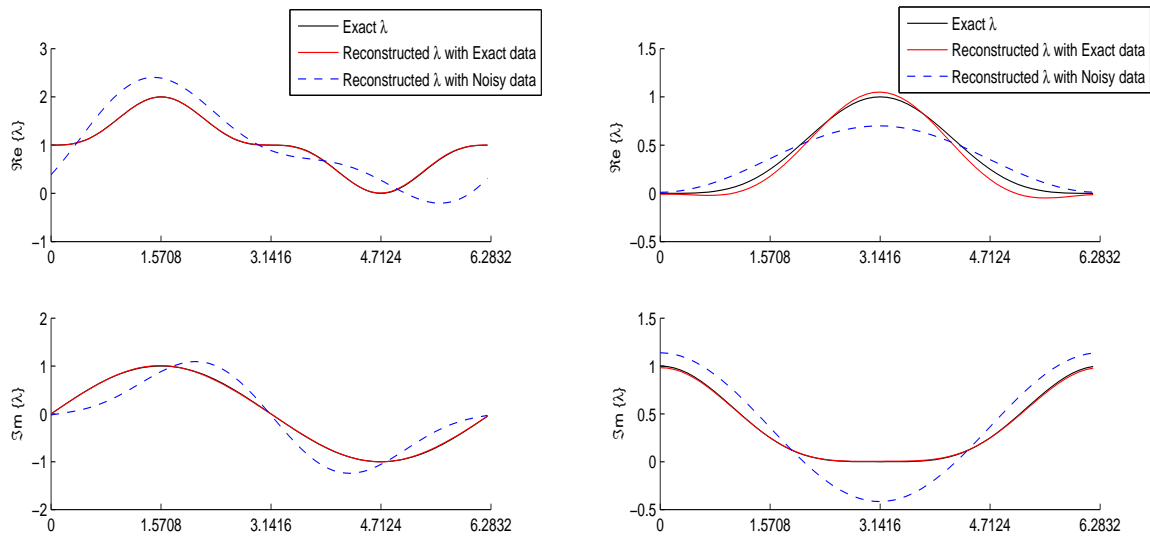 Exact λ
Reconstructed λ with Exact data
Reconstructed λ with Noisy data
3
2
1
0
−1
ℜe {λ}
0 1.5708 3.1416 4.7124 6.2832
Exact λ
Reconstructed λ with Exact data
Reconstructed λ with Noisy data
1.5
1
0.5
0
−0.5
ℜe {λ}
0 1.5708 3.1416 4.7124 6.2832
2
1
0
−1
−2
ℑm {λ}
0 1.5708 3.1416 4.7124 6.2832
1.5
1
0.5
0
−0.5
ℑm {λ}
0 1.5708 3.1416 4.7124 6.2832